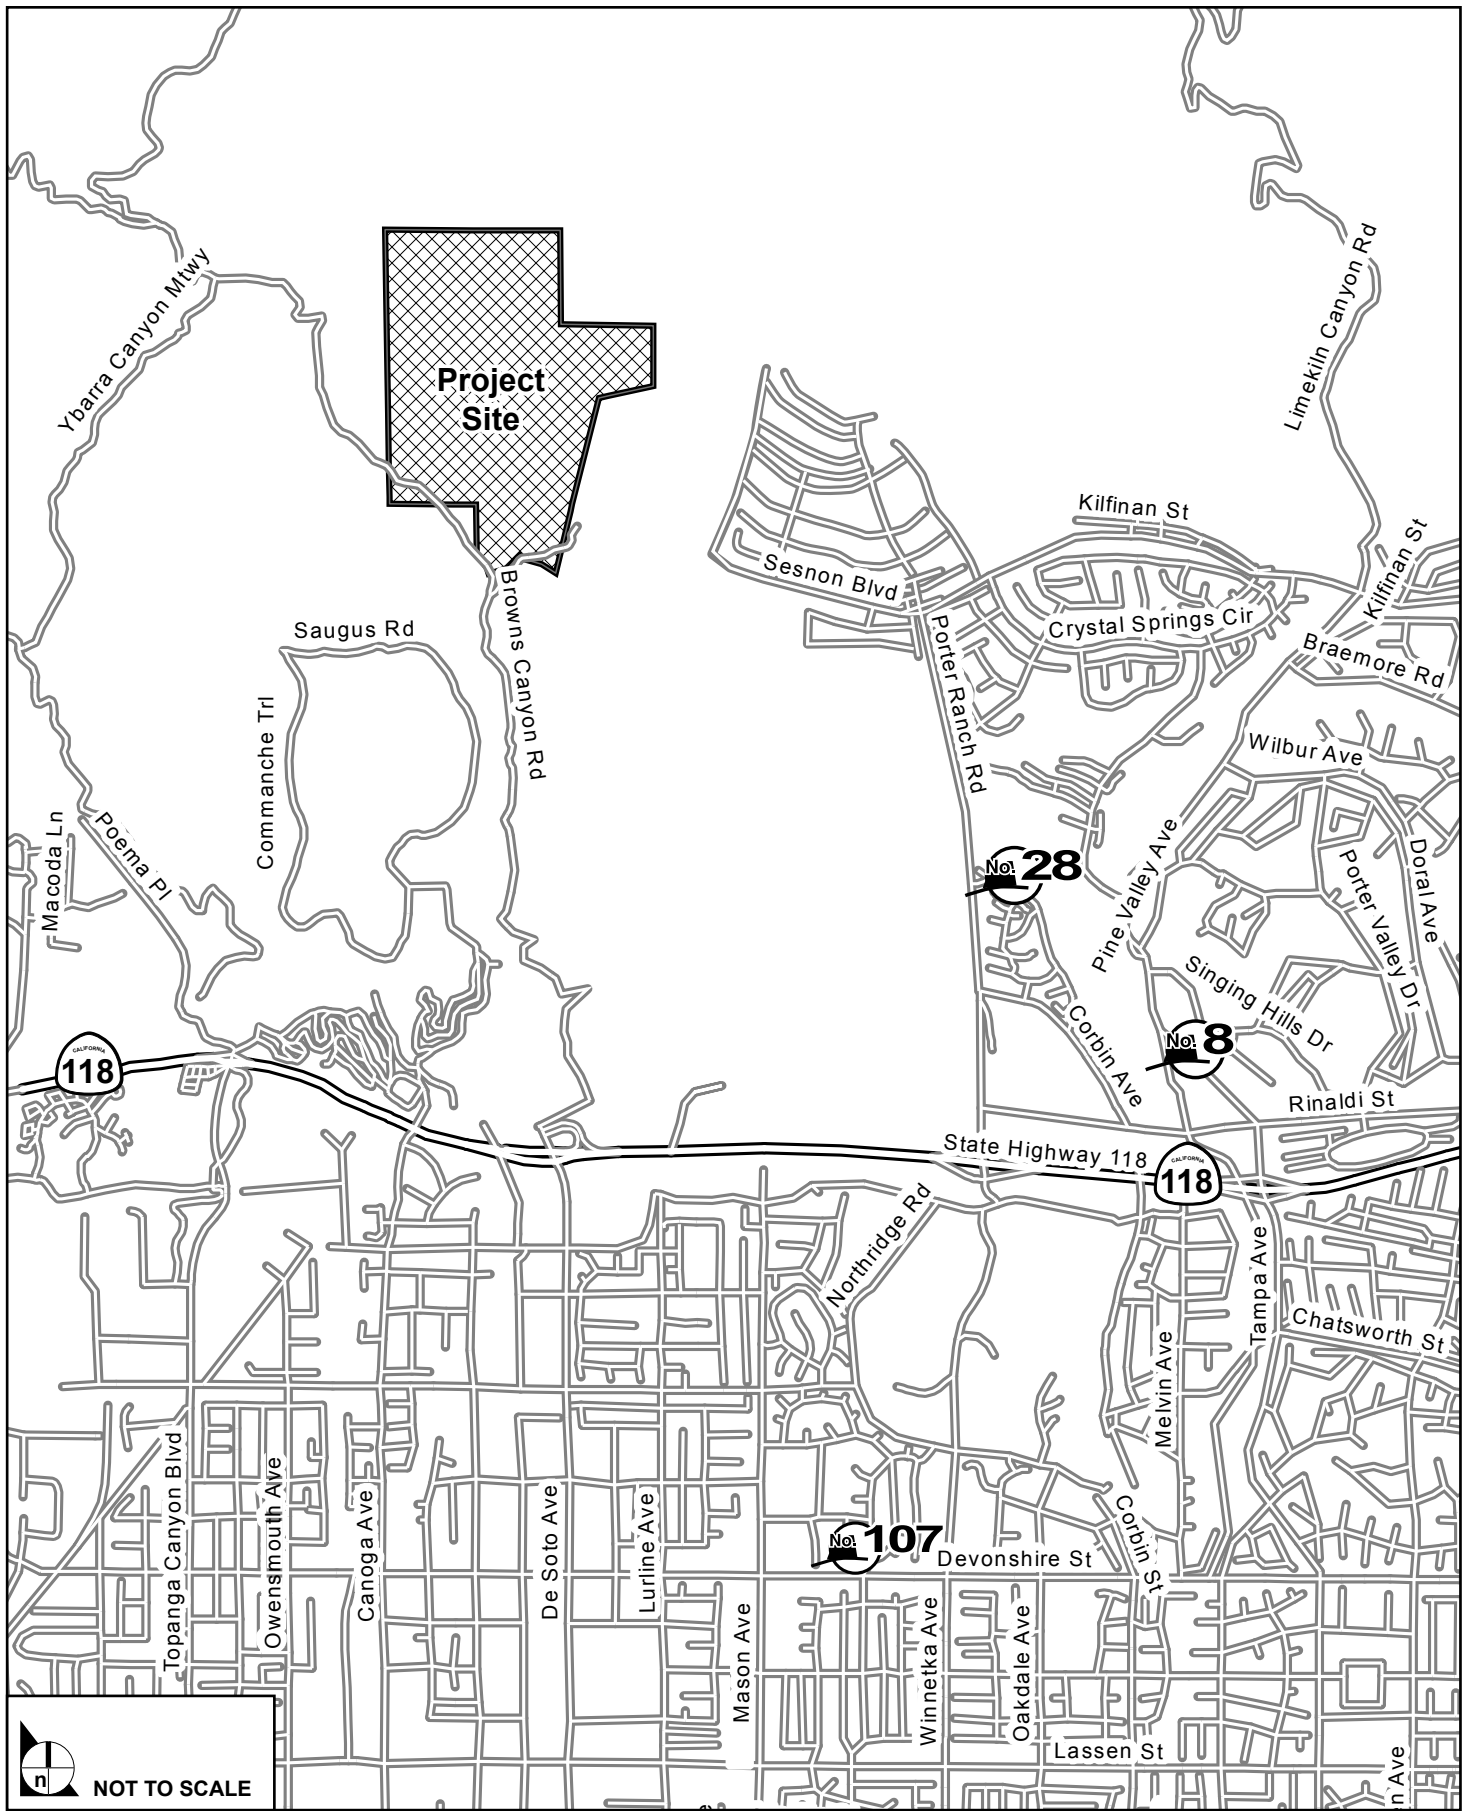 Ybarra Canyon Mtwy
Limekiln Canyon Rd
Project
Site
Kilfinan St
Kilfinan St
Sesnon Blvd
Crystal Springs Cir
Saugus Rd
Browns Canyon Rd
Porter Ranch Rd
Braemore Rd
Commanche Trl
Wilbur Ave
Macoda Ln
Poema Pl
No. 28
Pine Valley Ave
Porter Valley Dr
Doral Ave
Singing Hills Dr
Corbin Ave
No. 8
CALIFORNIA
118
Rinaldi St
State Highway 118
CALIFORNIA
118
Northridge Rd
Tampa Ave
Chatsworth St
Melvin Ave
Topanga Canyon Blvd
Owensmouth Ave
Canoga Ave
De Soto Ave
Lurline Ave
No. 107
Devonshire St
Corbin St
Mason Ave
Winnetka Ave
Oakdale Ave
Lassen St
n Ave
n
NOT TO SCALE